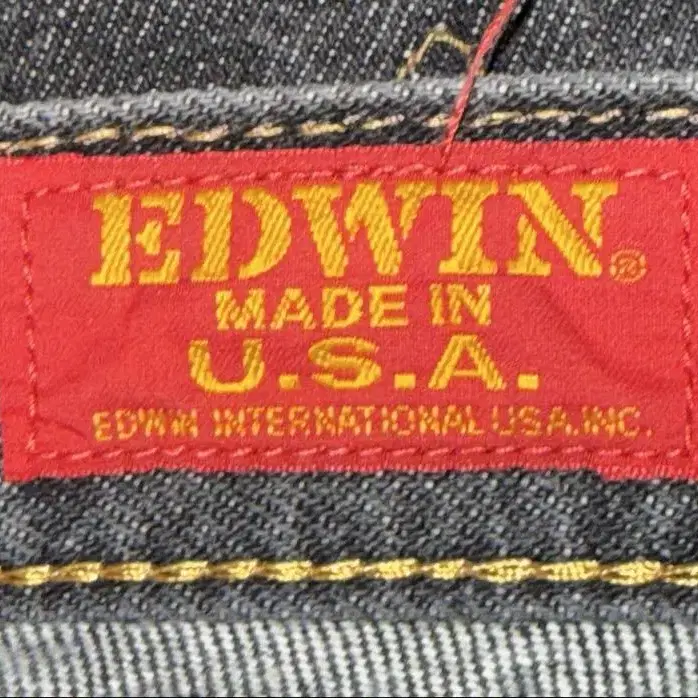 EDWIN®
MADE IN
U.S.A.
EDWIN INTERNATIONAL U.S.A.INC.